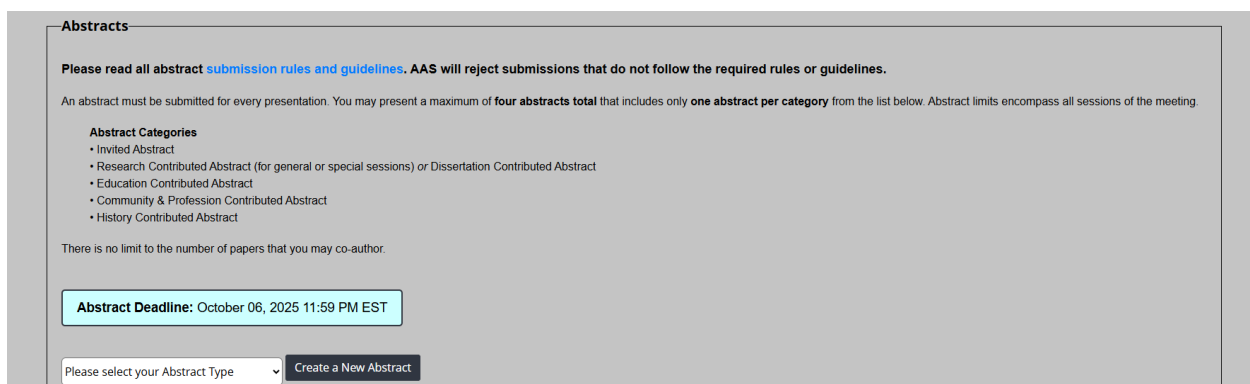 Abstracts
Please read all abstract submission rules and guidelines. AAS will reject submissions that do not follow the required rules or guidelines.
An abstract must be submitted for every presentation. You may present a maximum of four abstracts total that includes only one abstract per category from the list below. Abstract limits encompass all sessions of the meeting.
Abstract Categories
• Invited Abstract
• Research Contributed Abstract (for general or special sessions) or Dissertation Contributed Abstract
• Education Contributed Abstract
• Community & Profession Contributed Abstract
• History Contributed Abstract
There is no limit to the number of papers that you may co-author.
Abstract Deadline: October 06, 2025 11:59 PM EST
Please select your Abstract Type Create a New Abstract